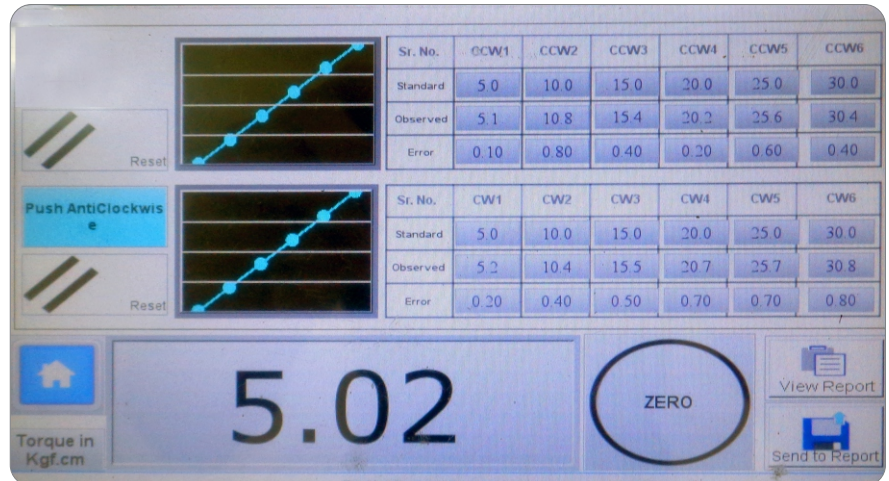 Sr. No. CCW1 CCW2 CCW3 CCW4 CCW5 CCW6
Standard 5.0 10.0 15.0 20.0 25.0 30.0
Observed 5.1 10.8 15.4 20.2 25.6 30.4
Error 0.10 0.80 0.40 0.20 0.60 0.40
Reset
Push AntiClockwis
e
Sr. No. CW1 CW2 CW3 CW4 CW5 CW6
Standard 5.0 10.0 15.0 20.0 25.0 30.0
Observed 5.2 10.4 15.5 20.7 25.7 30.8
Error 0.20 0.40 0.50 0.70 0.70 0.80
Reset
5.02
ZERO
View Report
Torque in
Kgf.cm
Send to Report